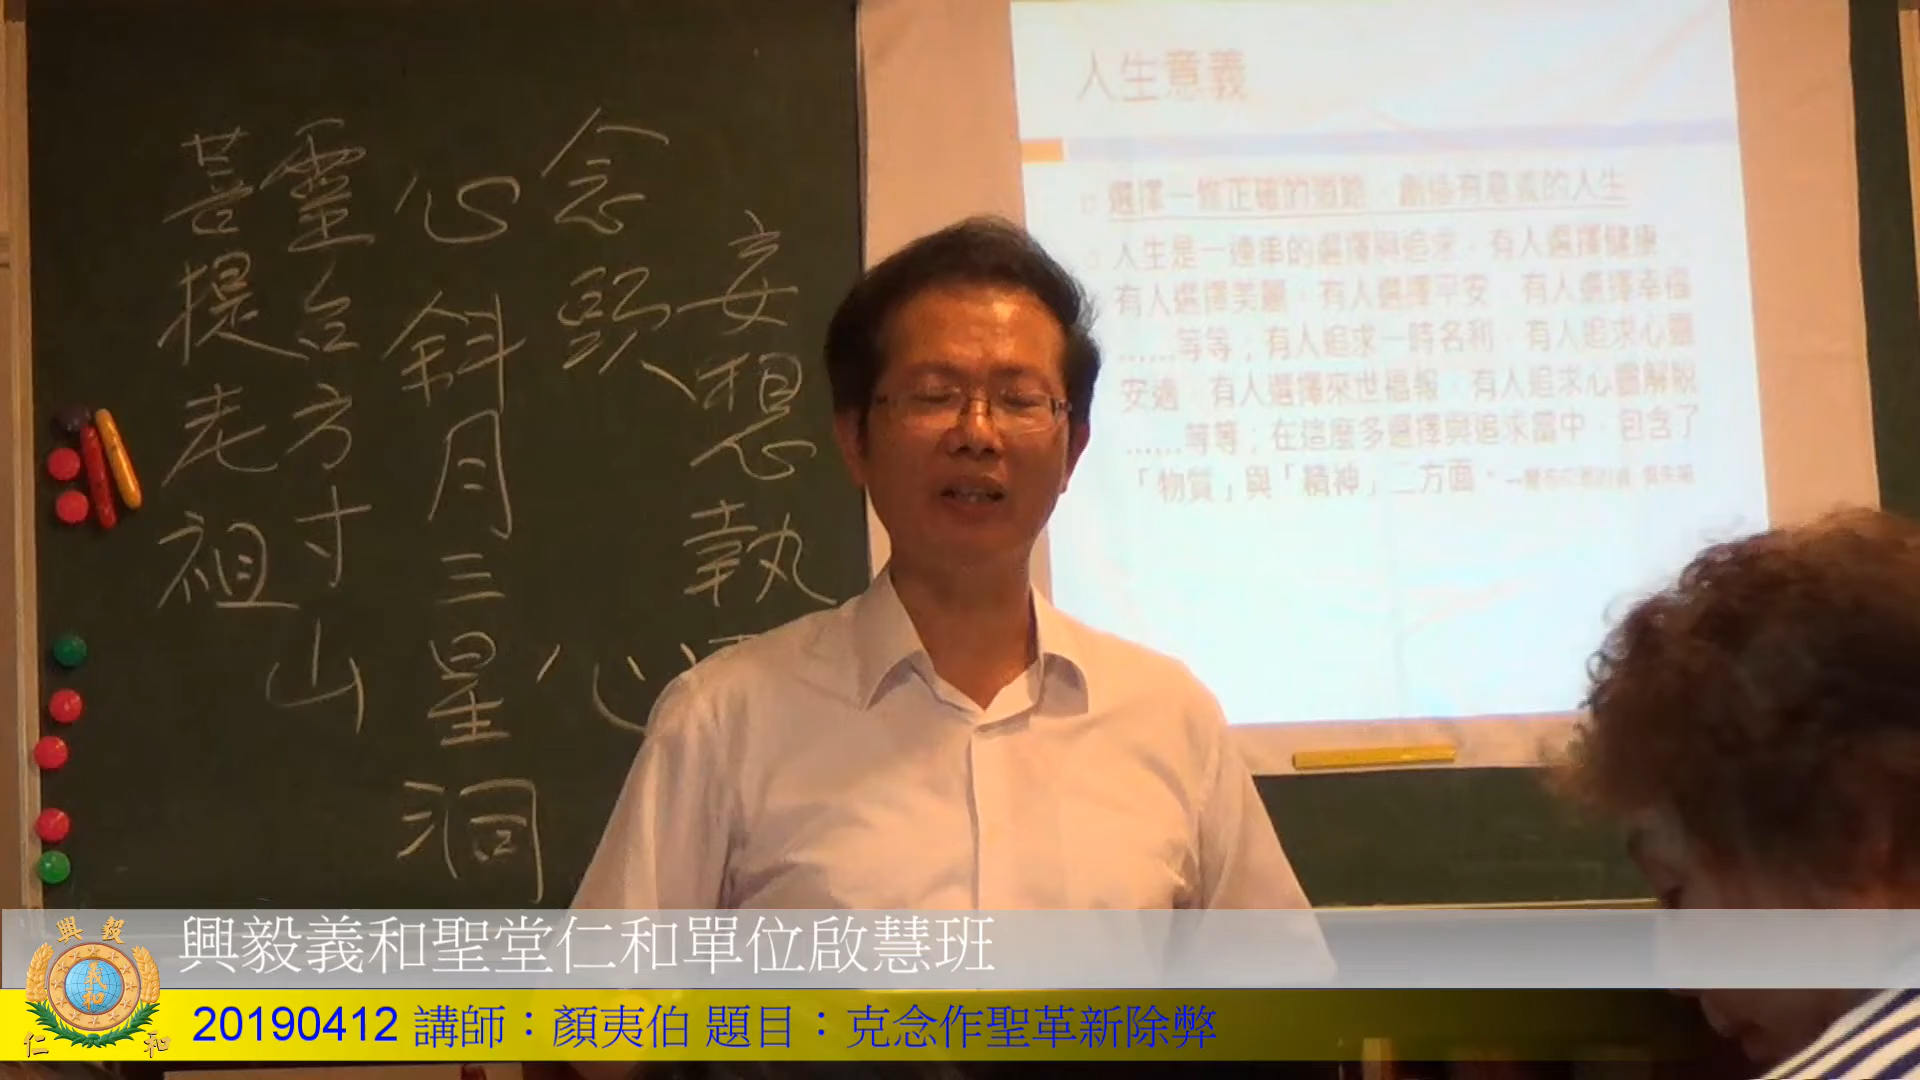 人生意義
選擇一條正確的道路，創造有意義的人生
人生是一連串的選擇與追求，有人選擇健康，
有人選擇美麗，有人選擇平安，有人選擇幸福
……等等；有人追求一時名利，有人追求心靈
安適，有人選擇來世福報，有人追求心靈解脫
……等等；在這麼多選擇與追求當中，包含了
「物質」與「精神」二方面。
妄想執
念頭
心
心
斜月三星洞
靈台方寸山
菩提老祖
興毅
義和
仁和
興毅義和聖堂仁和單位啟慧班
20190412 講師：顏夷伯 題目：克念作聖革新除弊